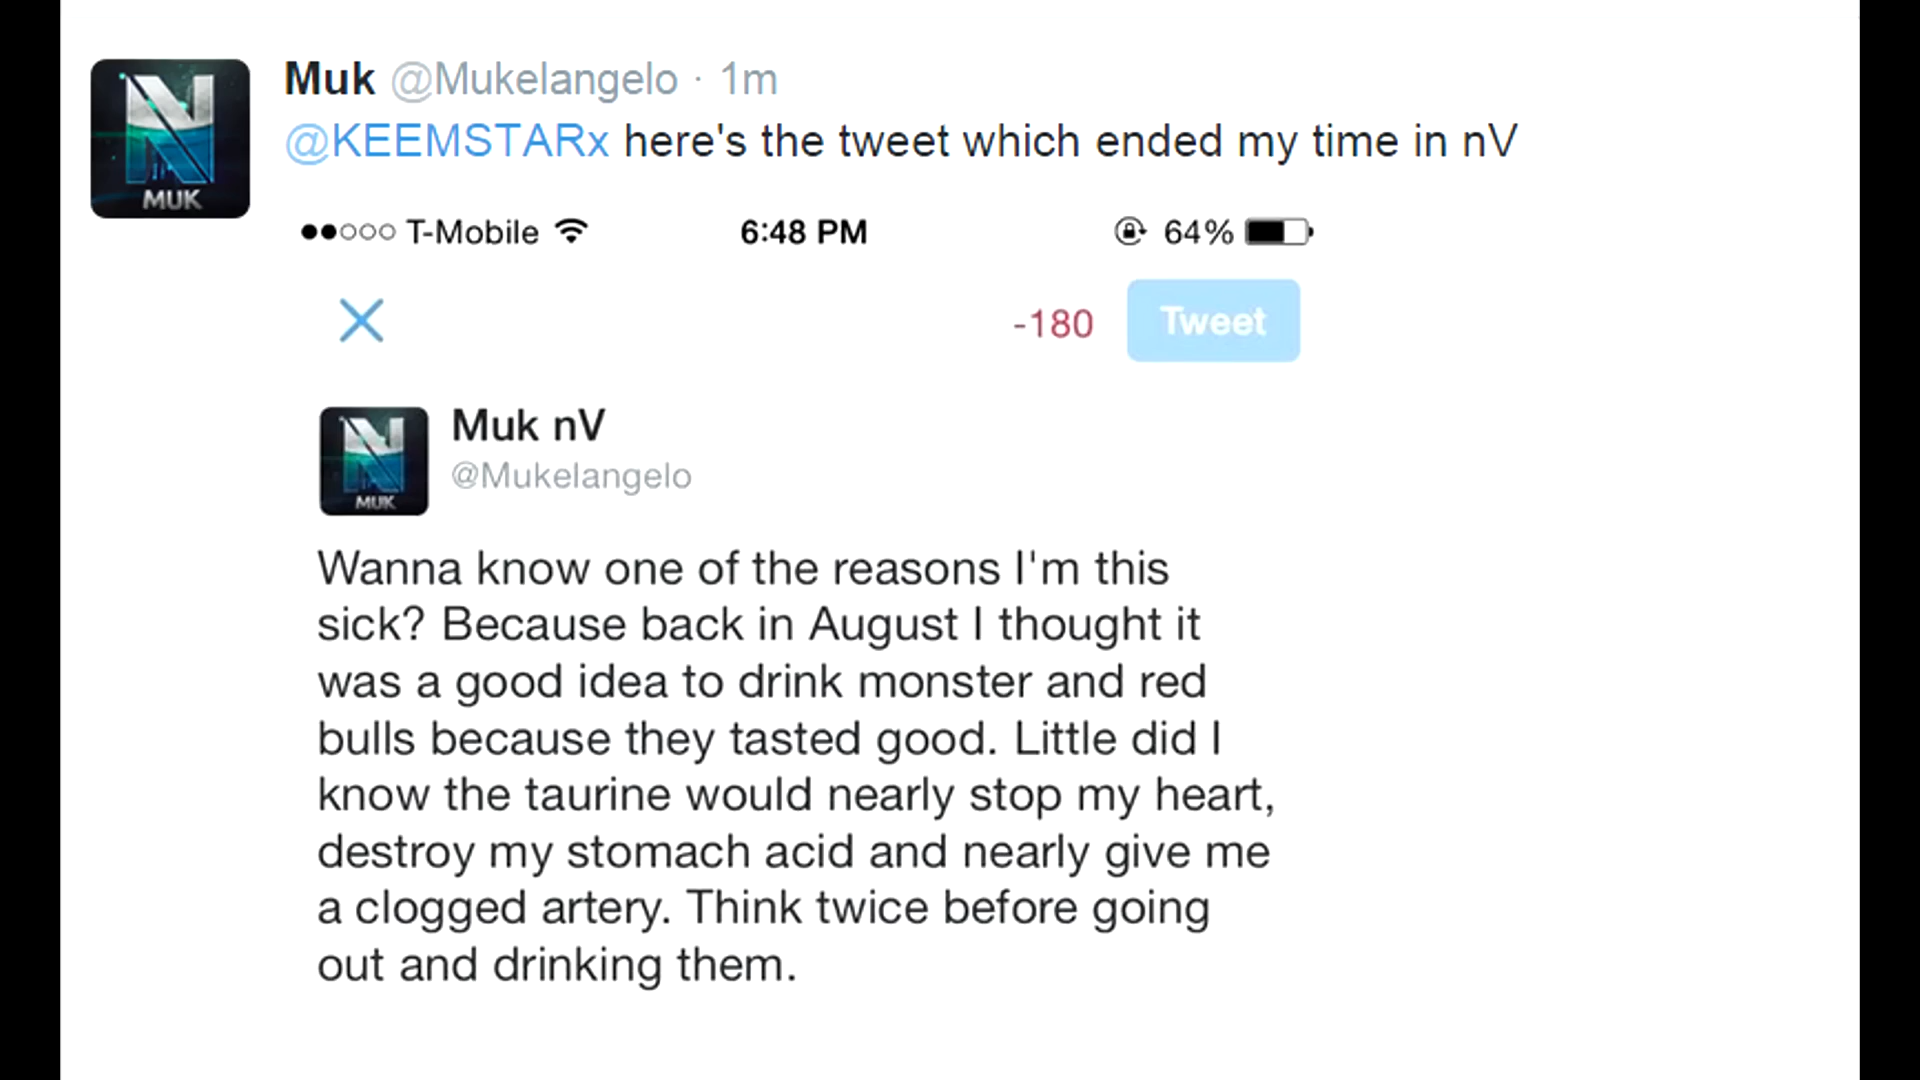 Muk @Mukelangelo · 1m
@KEEMSTARx here's the tweet which ended my time in nV
MUK
T-Mobile 6:48 PM 64%
-180 Tweet
Muk nV
@Mukelangelo
MUK
Wanna know one of the reasons I'm this
sick? Because back in August I thought it
was a good idea to drink monster and red
bulls because they tasted good. Little did I
know the taurine would nearly stop my heart,
destroy my stomach acid and nearly give me
a clogged artery. Think twice before going
out and drinking them.